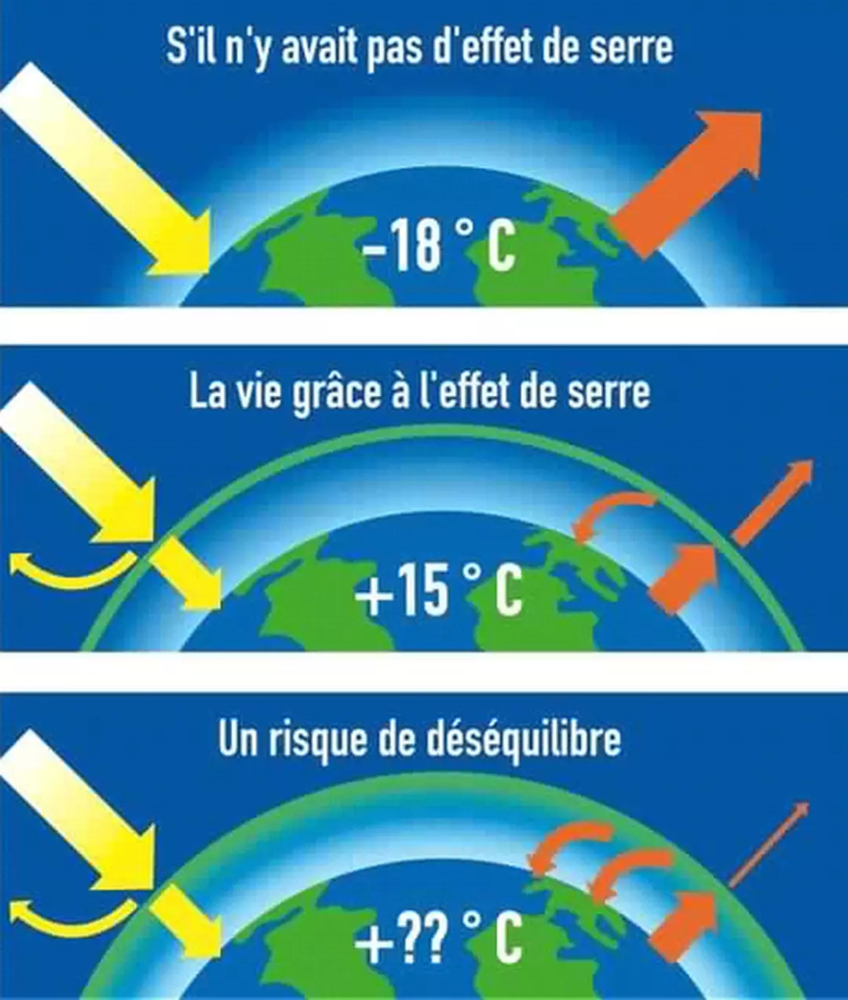 S'il n'y avait pas d'effet de serre
-18°C
La vie grâce à l'effet de serre
+15°C
Un risque de déséquilibre
+??°C